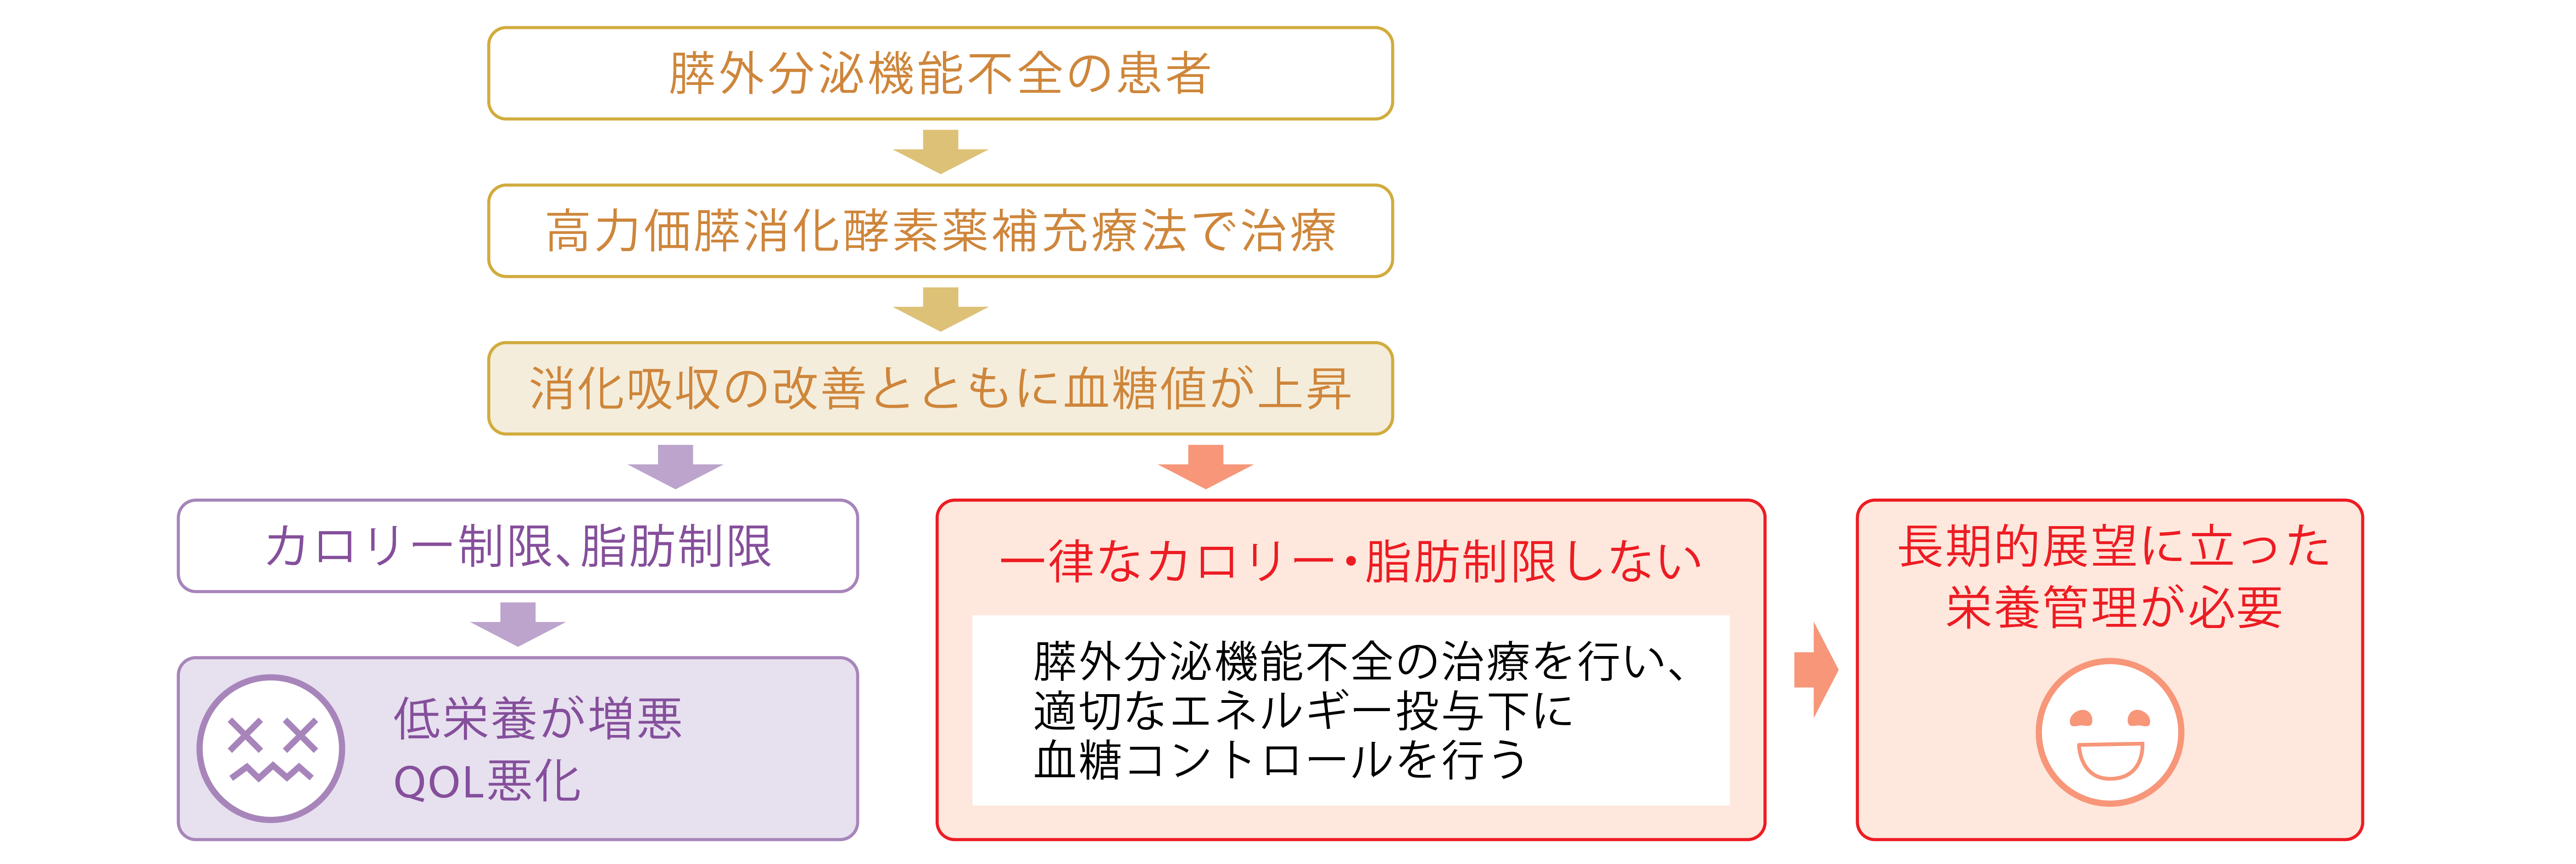 膵外分泌機能不全の患者
高力価膵消化酵素薬補充療法で治療
消化吸収の改善とともに血糖値が上昇
カロリー制限、脂肪制限
低栄養が増悪
QOL悪化
一律なカロリー・脂肪制限しない
膵外分泌機能不全の治療を行い、
適切なエネルギー投与下に
血糖コントロールを行う
長期的展望に立った
栄養管理が必要